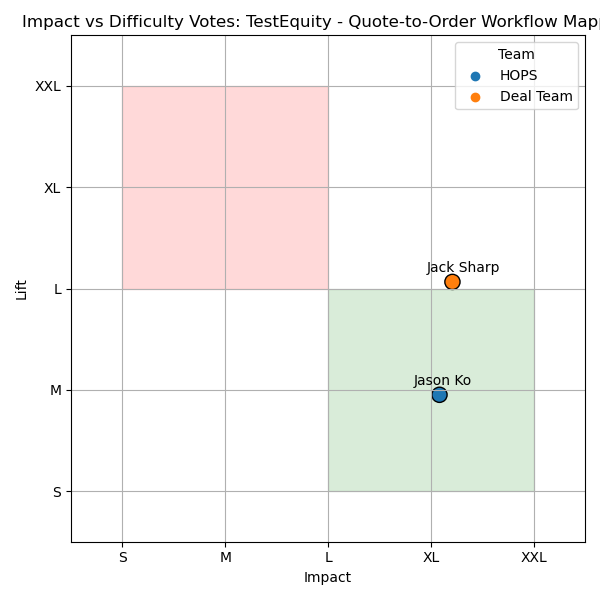 Impact vs Difficulty Votes: TestEquity - Quote-to-Order Workflow Mapp
Team
HOPS
Deal Team
XXL
XL
L
M
S
Lift
Jack Sharp
Jason Ko
S
M
L
XL
XXL
Impact